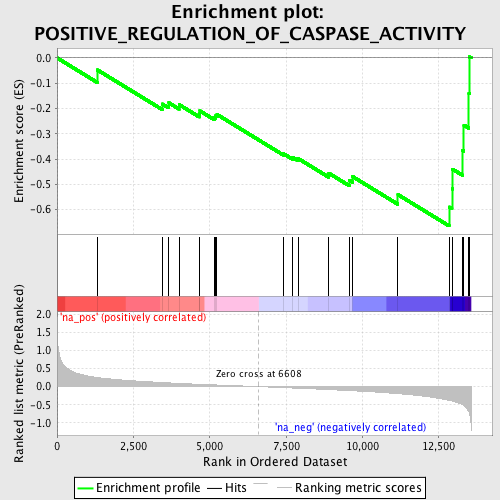 Enrichment plot:
POSITIVE_REGULATION_OF_CASPASE_ACTIVITY
Enrichment score (ES)
0.0
-0.1
-0.2
-0.3
-0.4
-0.5
-0.6
'na_pos' (positively correlated)
Ranked list metric (PreRanked)
2.0
1.5
1.0
0.5
0.0
-0.5
-1.0
Zero cross at 6608
'na_neg' (negatively correlated)
0
2,500
5,000
7,500
10,000
12,500
Rank in Ordered Dataset
Enrichment profile
Hits
Ranking metric scores